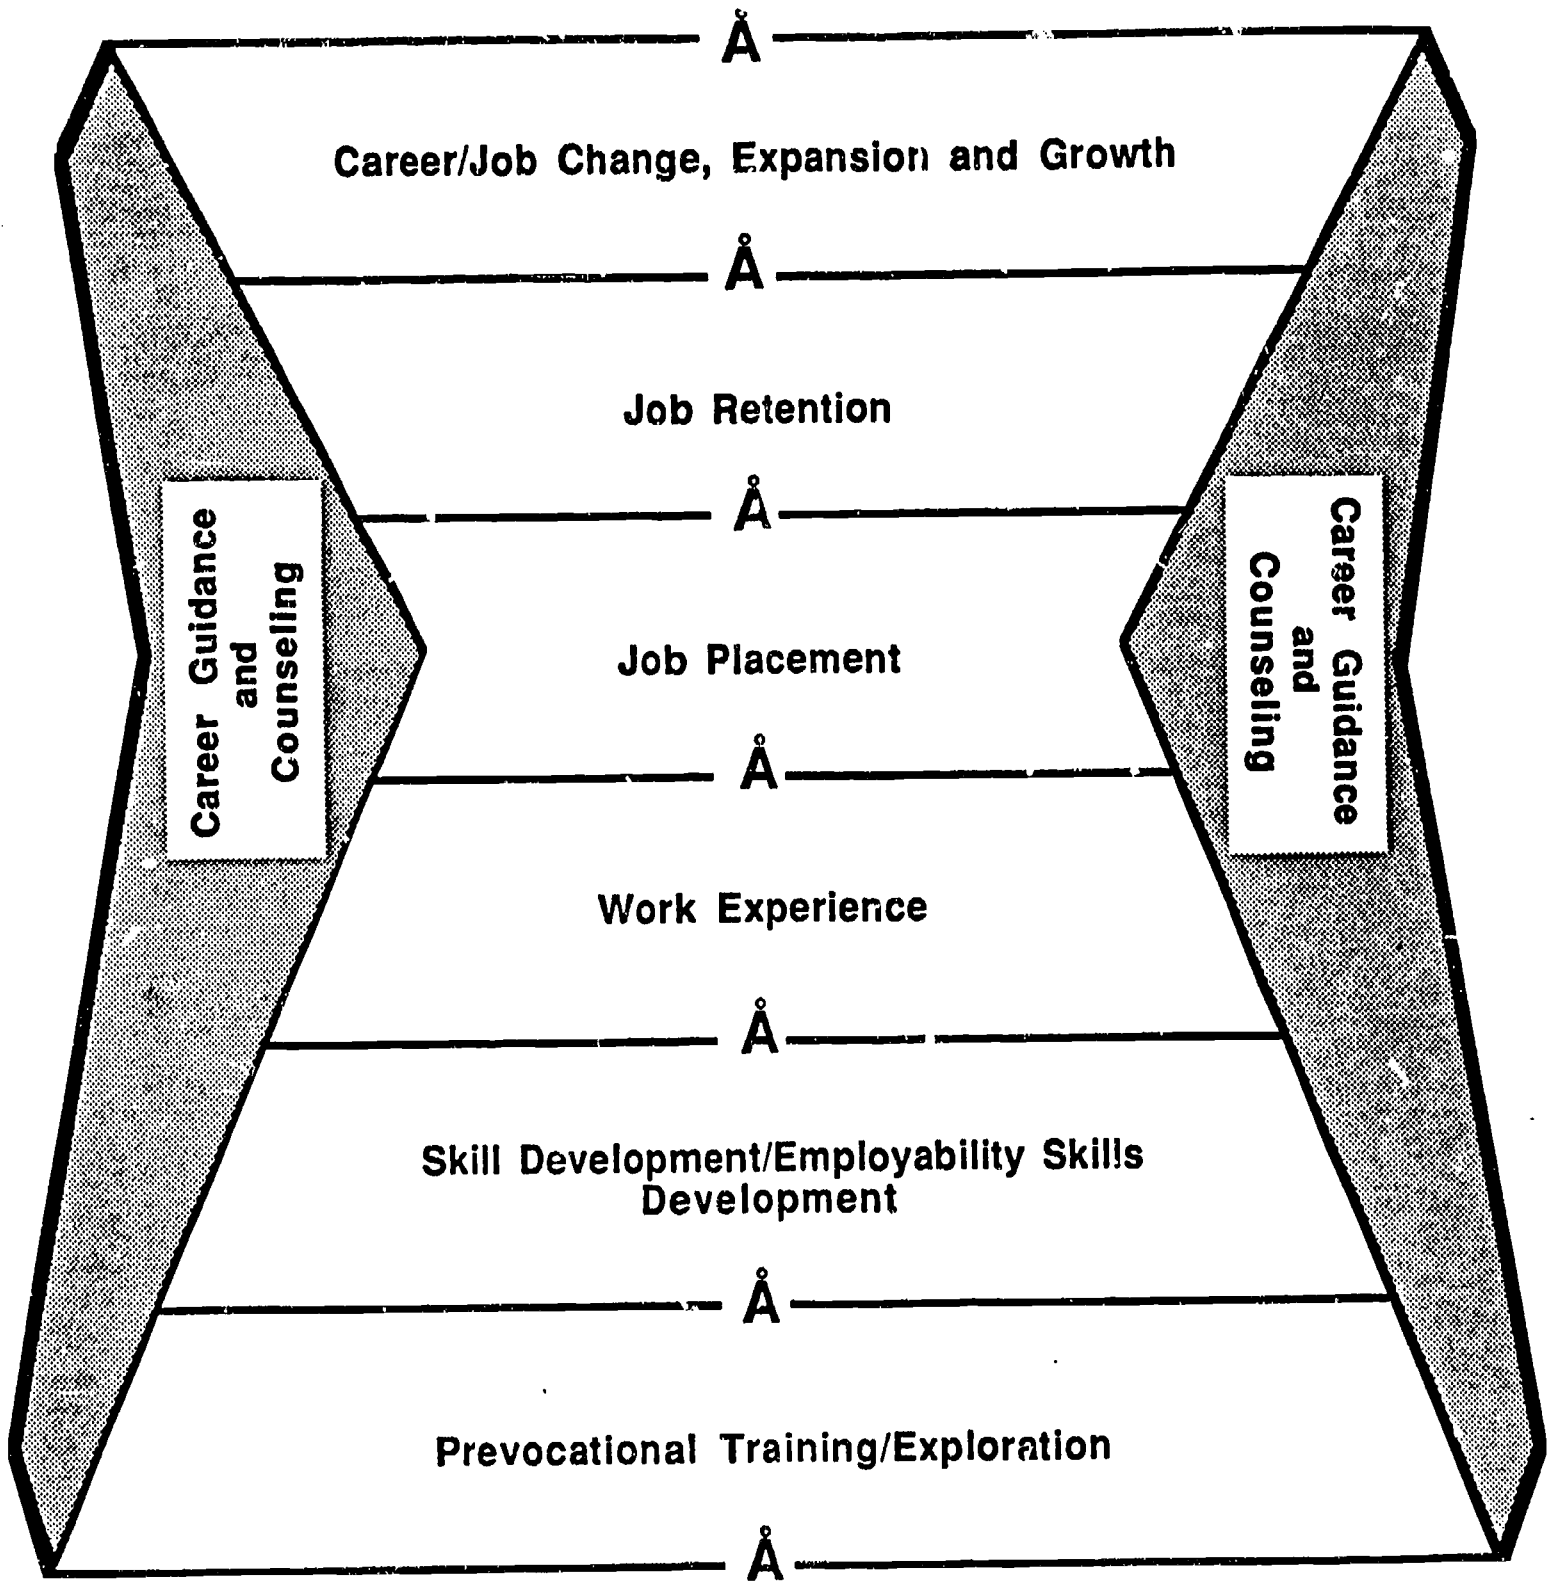 Å
Career/Job Change, Expansion and Growth
Å
Job Retention
Å
Career Guidance
and
Counseling
Career Guidance
and
Counseling
Job Placement
Å
Work Experience
Å
Skill Development/Employability Skills
Development
Å
Prevocational Training/Exploration
Å